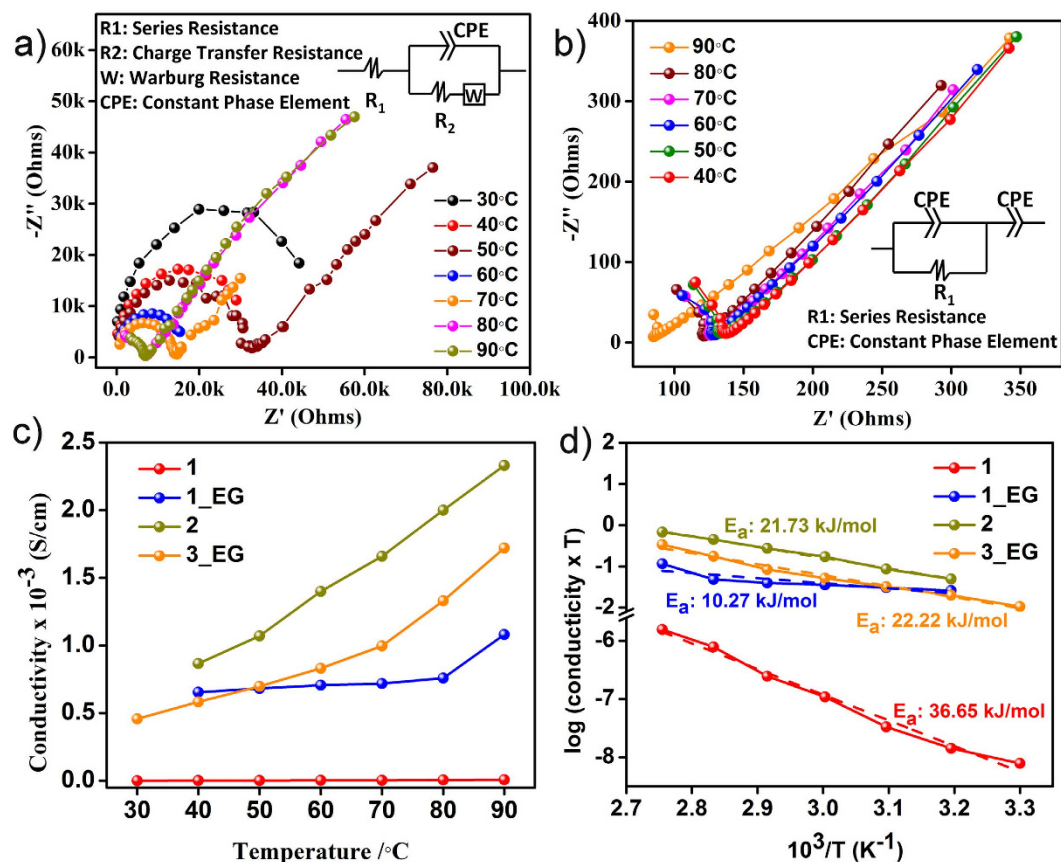 a)
R1: Series Resistance
R2: Charge Transfer Resistance
W: Warburg Resistance
CPE: Constant Phase Element
CPE
R1
W
R2
-Z" (Ohms)
60k
50k
40k
30k
20k
10k
0
30°C
40°C
50°C
60°C
70°C
80°C
90°C
0.0 20.0k 40.0k 60.0k 80.0k 100.0k
Z' (Ohms)
b)
-Z" (Ohms)
400
300
200
100
0
90°C
80°C
70°C
60°C
50°C
40°C
CPE CPE
R1
R1: Series Resistance
CPE: Constant Phase Element
100 150 200 250 300 350 400
Z' (Ohms)
c)
Conductivity x 10-3 (S/cm)
2.5
2.0
1.5
1.0
0.5
0.0
1
1_EG
2
3_EG
30 40 50 60 70 80 90
Temperature /°C
d)
log (conducticity x T)
2
1
-0
-1
-2
-6
-7
-8
1
1_EG
2
3_EG
Ea: 21.73 kJ/mol
Ea: 10.27 kJ/mol
Ea: 22.22 kJ/mol
Ea: 36.65 kJ/mol
2.7 2.8 2.9 3.0 3.1 3.2 3.3
103/T (K-1)